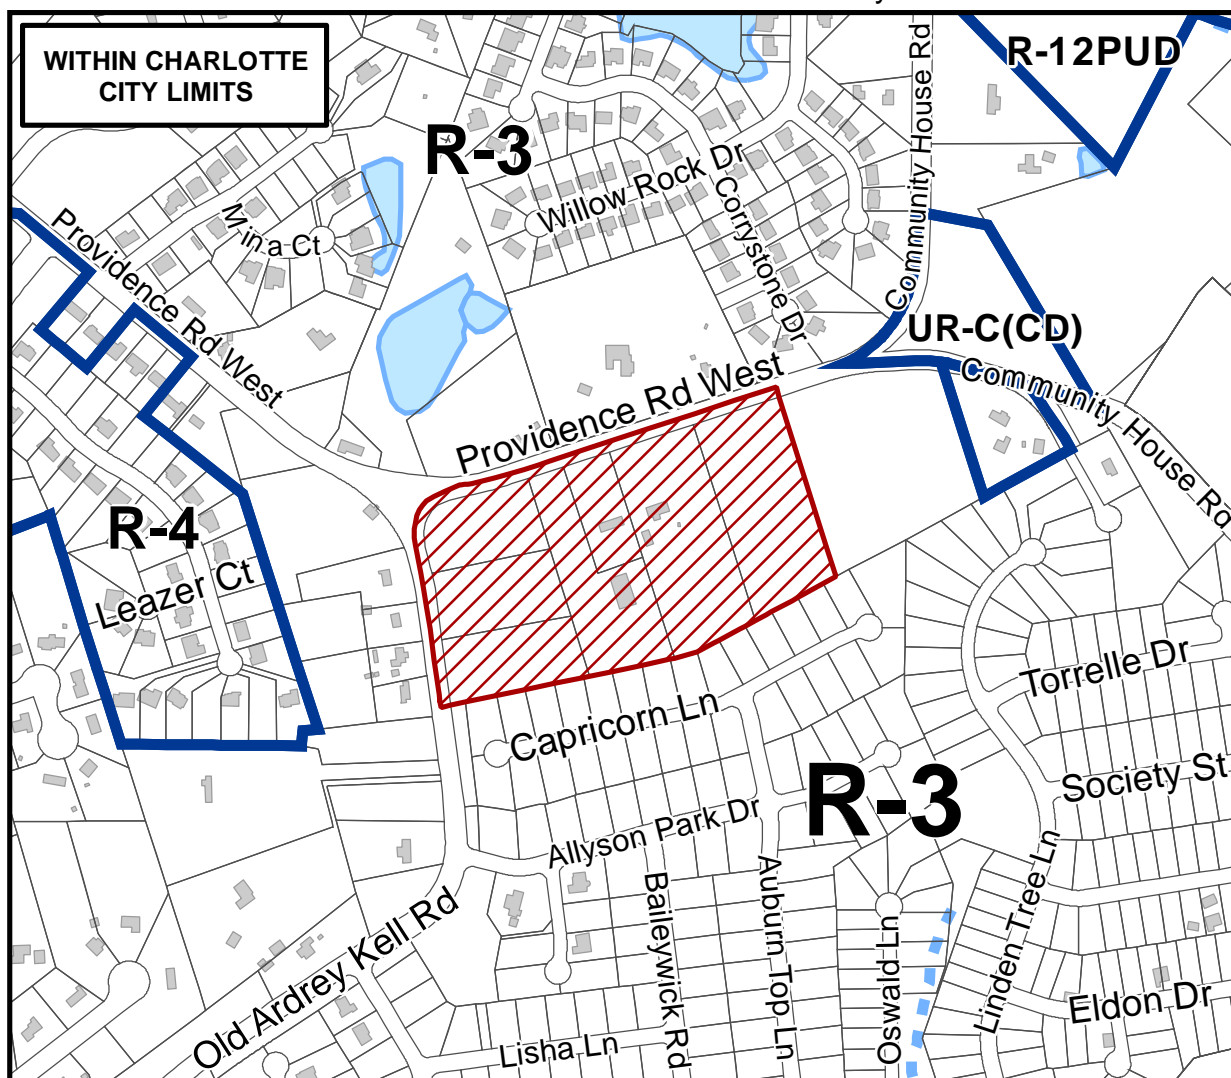 WITHIN CHARLOTTE
CITY LIMITS
R-12PUD
Community House Rd
R-3
Willow Rock Dr
Corrystone Dr
Mina Ct
Providence Rd West
UR-C(CD)
Community House Rd
Providence Rd West
R-4
Leazer Ct
Torrelle Dr
Capricorn Ln
R-3
Society St
Allyson Park Dr
Old Ardrey Kell Rd
Baileywick Rd
Auburn Top Ln
Oswald Ln
Linden Tree Ln
Eldon Dr
Lisha Ln